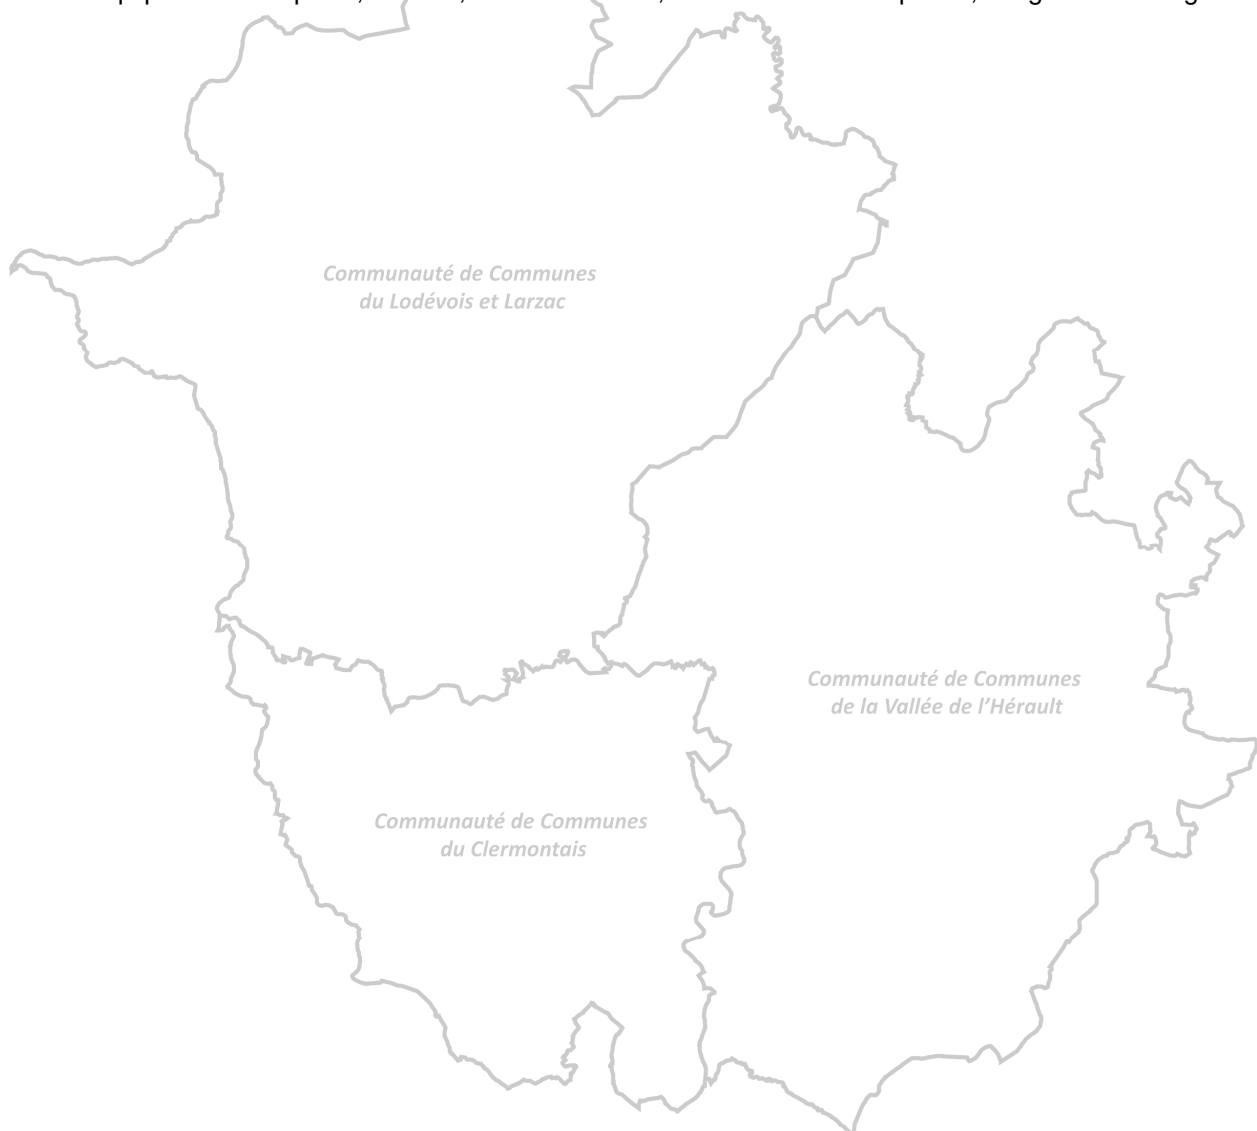 Communauté de Communes
du Lodévois et Larzac
Communauté de Communes
de la Vallée de l'Hérault
Communauté de Communes
du Clermontais